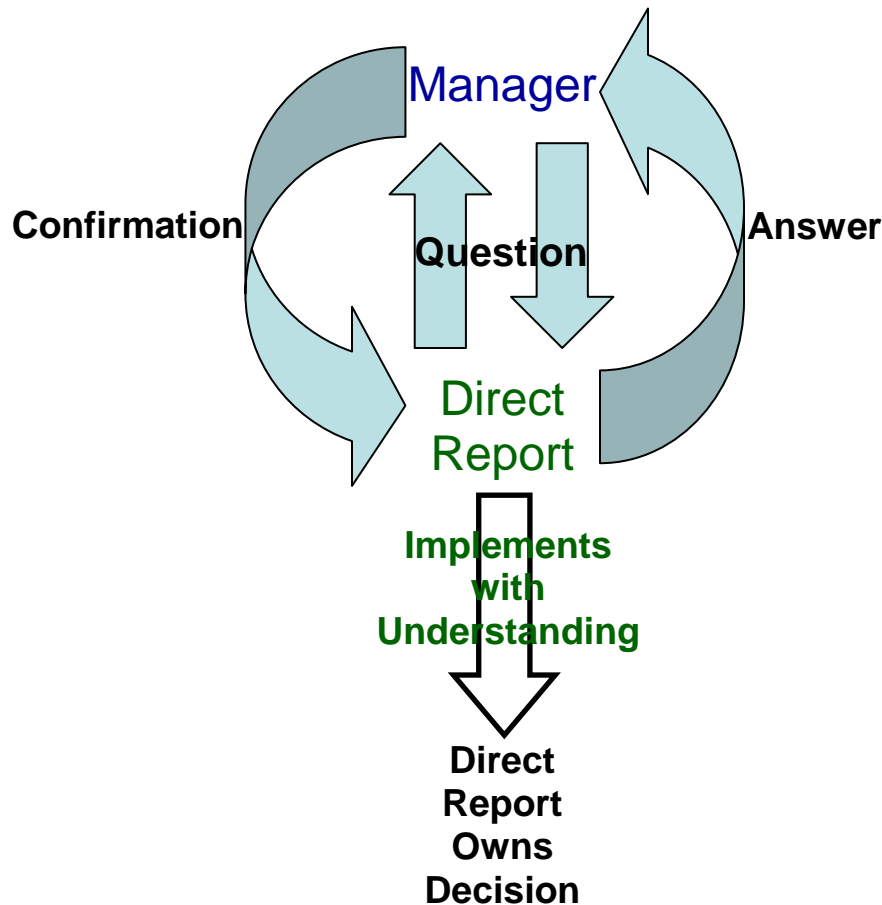 Manager
Confirmation
Question
Answer
Direct
Report
Implements
with
Understanding
Direct
Report
Owns
Decision